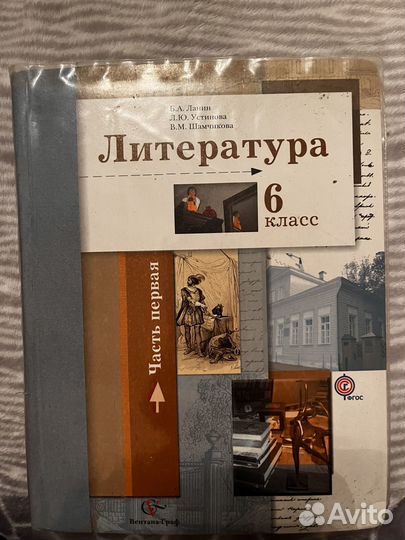 Б.А. Ланин
Л.Ю. Устинова
В.М. Шамчикова
Литература
6
класс
Часть первая
ФГОС
Вентана-Граф
Avito